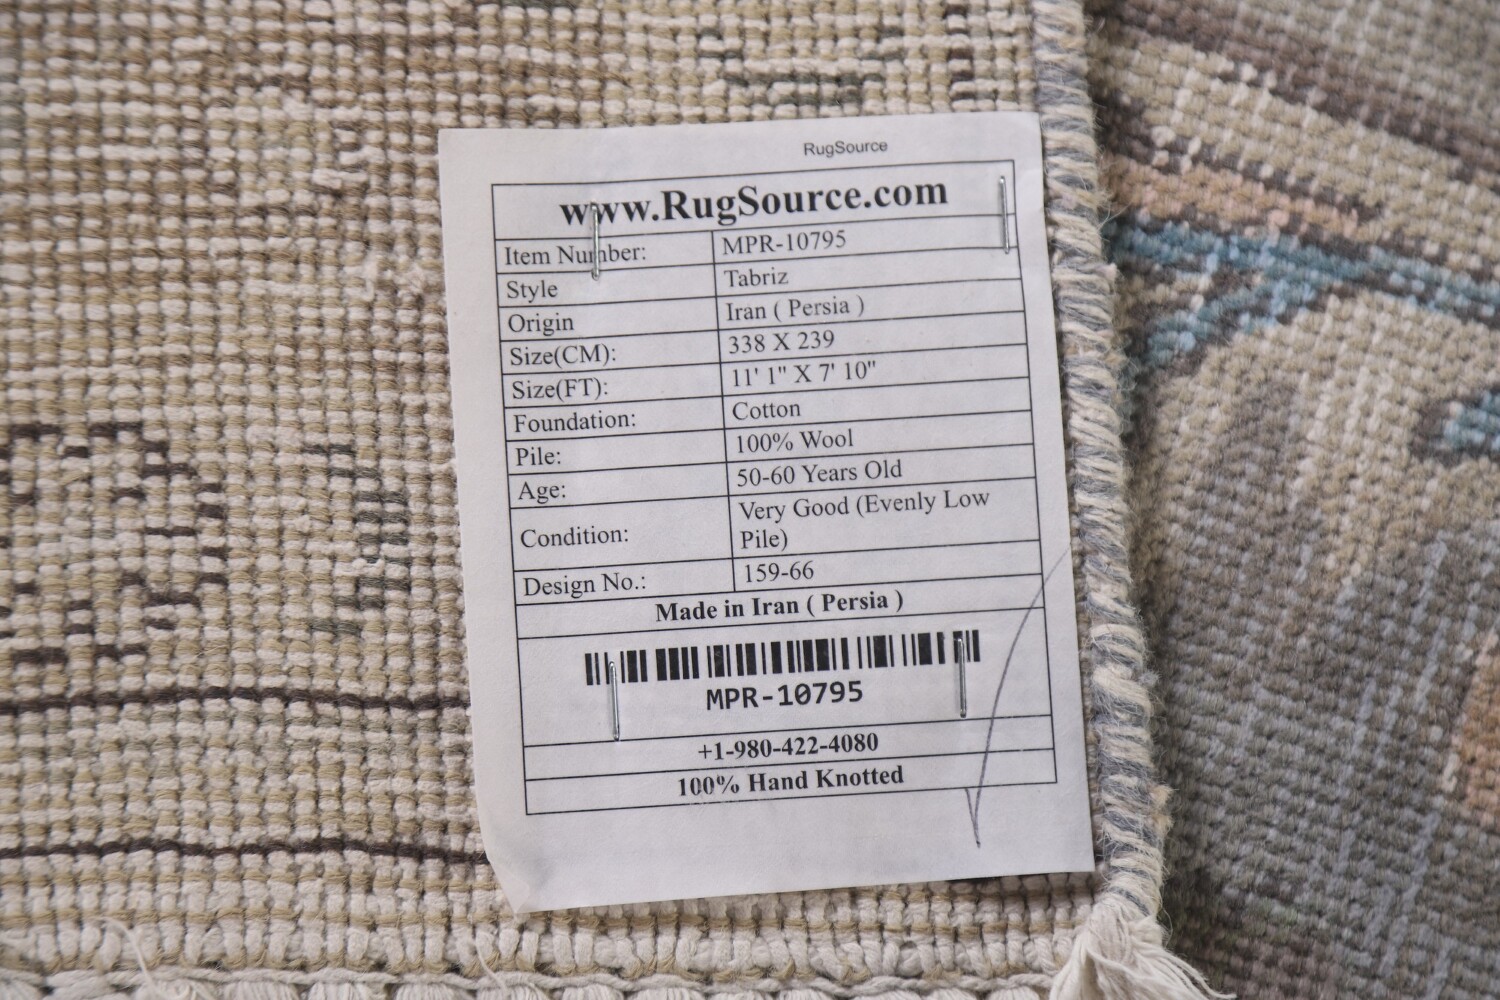 RugSource
www.RugSource.com
Item Number: MPR-10795
Style Tabriz
Origin Iran ( Persia )
Size(CM): 338 X 239
Size(FT): 11' 1" X 7' 10"
Foundation: Cotton
Pile: 100% Wool
Age: 50-60 Years Old
Condition: Very Good (Evenly Low
Pile)
Design No.: 159-66
Made in Iran ( Persia )
MPR-10795
+1-980-422-4080
100% Hand Knotted